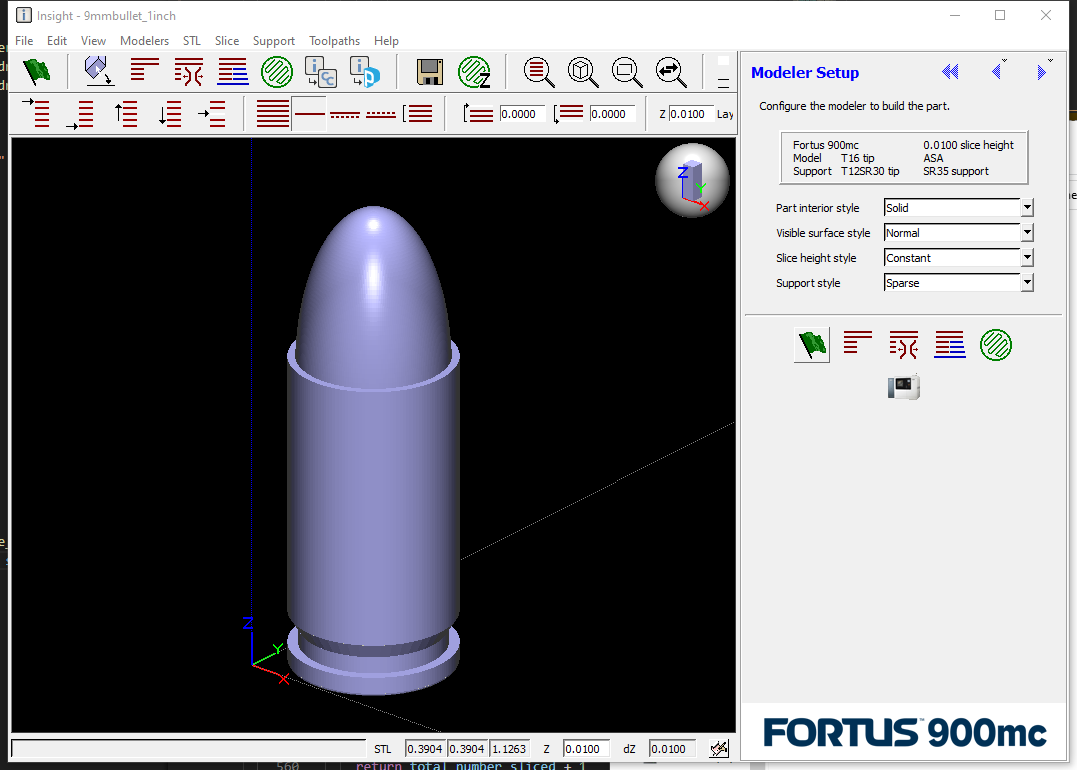 Insight - 9mmbullet_1inch
File Edit View Modelers STL Slice Support Toolpaths Help
0.0000 0.0000 Z 0.0100 Lay
Modeler Setup
Configure the modeler to build the part.
Fortus 900mc 0.0100 slice height
Model T16 tip ASA
Support T12SR30 tip SR35 support
Part interior style Solid
Visible surface style Normal
Slice height style Constant
Support style Sparse
Z Y X
Z Y X
FORTUS 900mc
STL 0.3904 0.3904 1.1263 Z 0.0100 dZ 0.0100
560 return total_number_sliced + 1